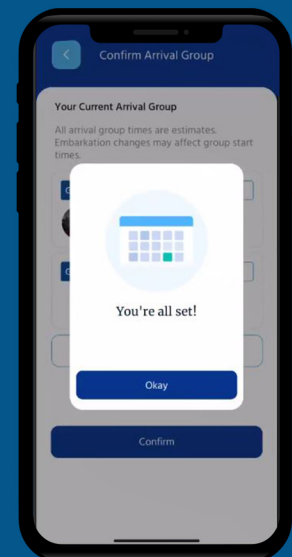 Confirm Arrival Group
Your Current Arrival Group
All arrival group times are estimates.
Embarkation changes may affect group start
times.
You're all set!
Okay
Confirm